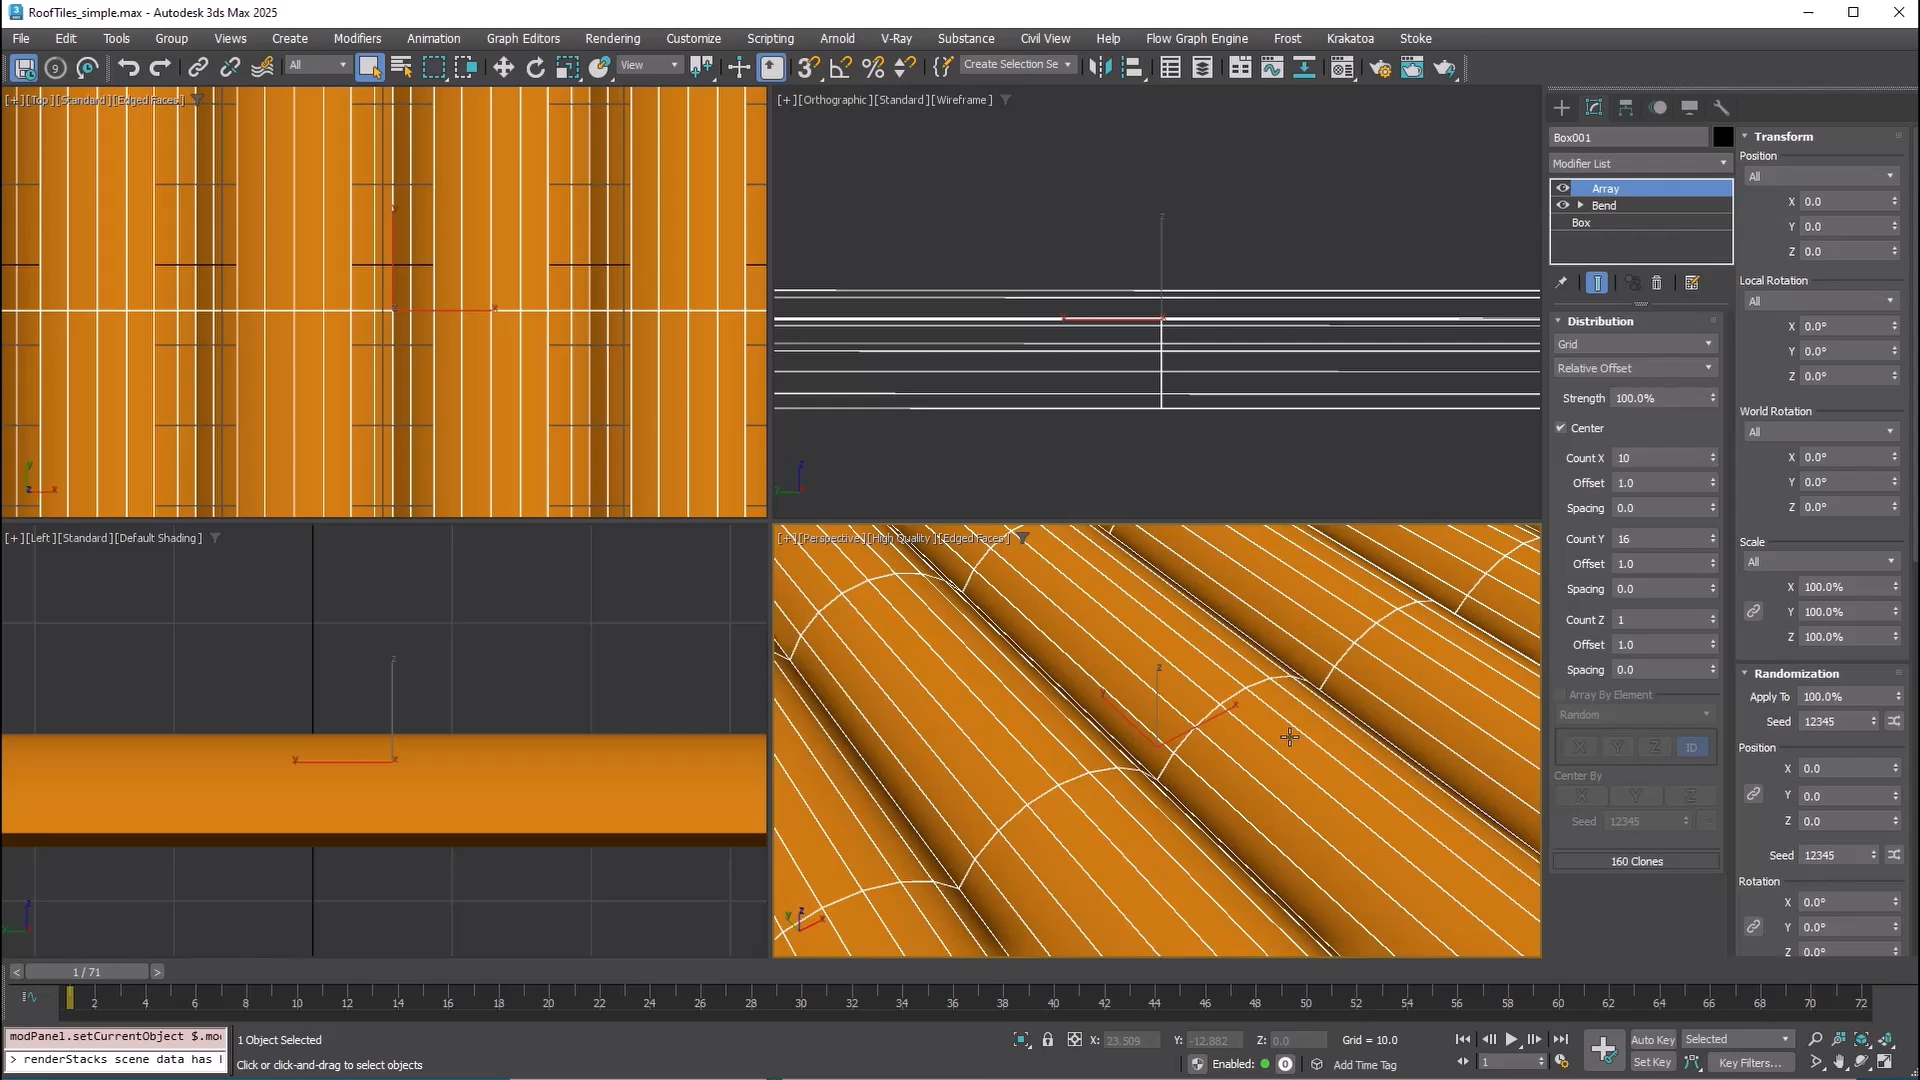 RoofTiles_simple.max - Autodesk 3ds Max 2025
File Edit Tools Group Views Create Modifiers Animation Graph Editors Rendering Customize Scripting Arnold V-Ray Substance Civil View Help Flow Graph Engine Frost Krakatoa Stoke
All View Create Selection Se
[+][Top][Standard][Edged Faces]
[+][Orthographic][Standard][Wireframe]
[+][Left][Standard][Default Shading]
[+][Perspective][High Quality][Edged Faces]
Box001
Modifier List
Array
Bend
Box
Distribution
Grid
Relative Offset
Strength 100.0%
Center
Count X 10
Offset 1.0
Spacing 0.0
Count Y 16
Offset 1.0
Spacing 0.0
Count Z 1
Offset 1.0
Spacing 0.0
Array By Element
Random
X Y Z ID
Center By
X Y Z
Seed 12345
160 Clones
Transform
Position
All
X 0.0
Y 0.0
Z 0.0
Local Rotation
All
X 0.0°
Y 0.0°
Z 0.0°
World Rotation
All
X 0.0°
Y 0.0°
Z 0.0°
Scale
All
X 100.0%
Y 100.0%
Z 100.0%
Randomization
Apply To 100.0%
Seed 12345
Position
X 0.0
Y 0.0
Z 0.0
Seed 12345
Rotation
X 0.0°
Y 0.0°
Z 0.0°
< 1 / 71 >
2 4 6 8 10 12 14 16 18 20 22 24 26 28 30 32 34 36 38 40 42 44 46 48 50 52 54 56 58 60 62 64 66 68 70 72
modPanel.setCurrentObject $.mo
> renderStacks scene data has
1 Object Selected
Click or click-and-drag to select objects
X: 23.509 Y: -12.882 Z: 0.0 Grid = 10.0
Enabled: 0 Add Time Tag
1
Auto Key Selected
Set Key Key Filters...